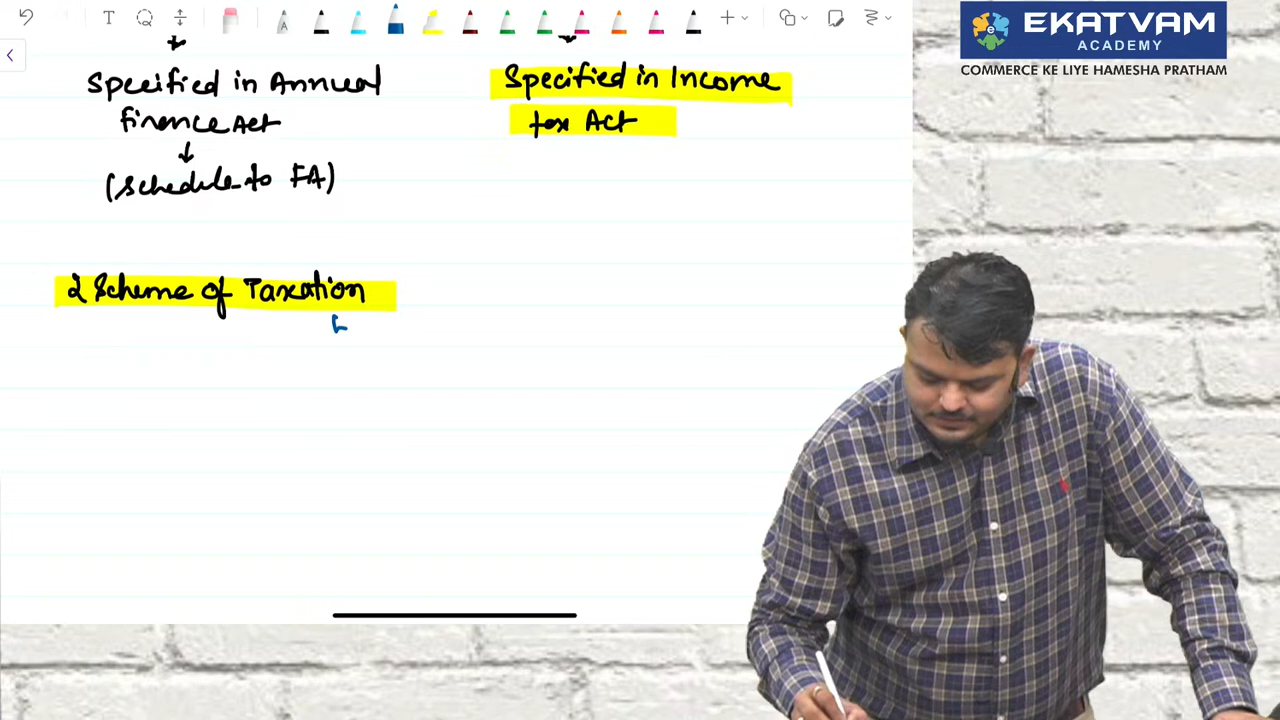 EKATVAM
ACADEMY
COMMERCE KE LIYE HAMESHA PRATHAM
Specified in Annual
finance Act
(Schedule to FA)
Specified in Income
tax Act
2 Scheme of Taxation